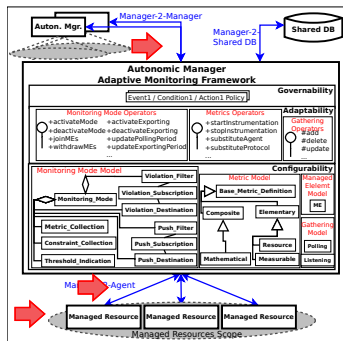 Manager-2-Manager
Auton. Mgr.
Manager-2-
Shared DB
Shared DB
Autonomic Manager
Adaptive Monitoring Framework
Governability
Event1 / Condition1 / Action1 Policy
Adaptability
Monitoring Mode Operators
+activateMode
+activateExporting
+deactivateMode
+deactivateExporting
+joinMEs
+updatePollingPeriod
+withdrawMEs
+updateExportingPeriod
...
Metrics Operators
+startInstrumentation
+stopInstrumentation
+substituteAgent
+substituteProtocol
...
Gathering
Operators
#add
#delete
#update
...
Configurability
Monitoring Mode Model
Violation_Filter
Violation_Subscription
Monitoring_Mode
Violation_Destination
Metric_Collection
Push_Filter
Constraint_Collection
Push_Subscription
Threshold_Indication
Push_Destination
Metric Model
Base_Metric_Definition
Composite
Elementary
Resource
Mathematical
Measurable
Managed
Elelemt
Model
ME
Gathering
Model
Polling
Listening
2-Agent
Managed Resource
Managed Resource
Managed Resource
Managed Resources Scope